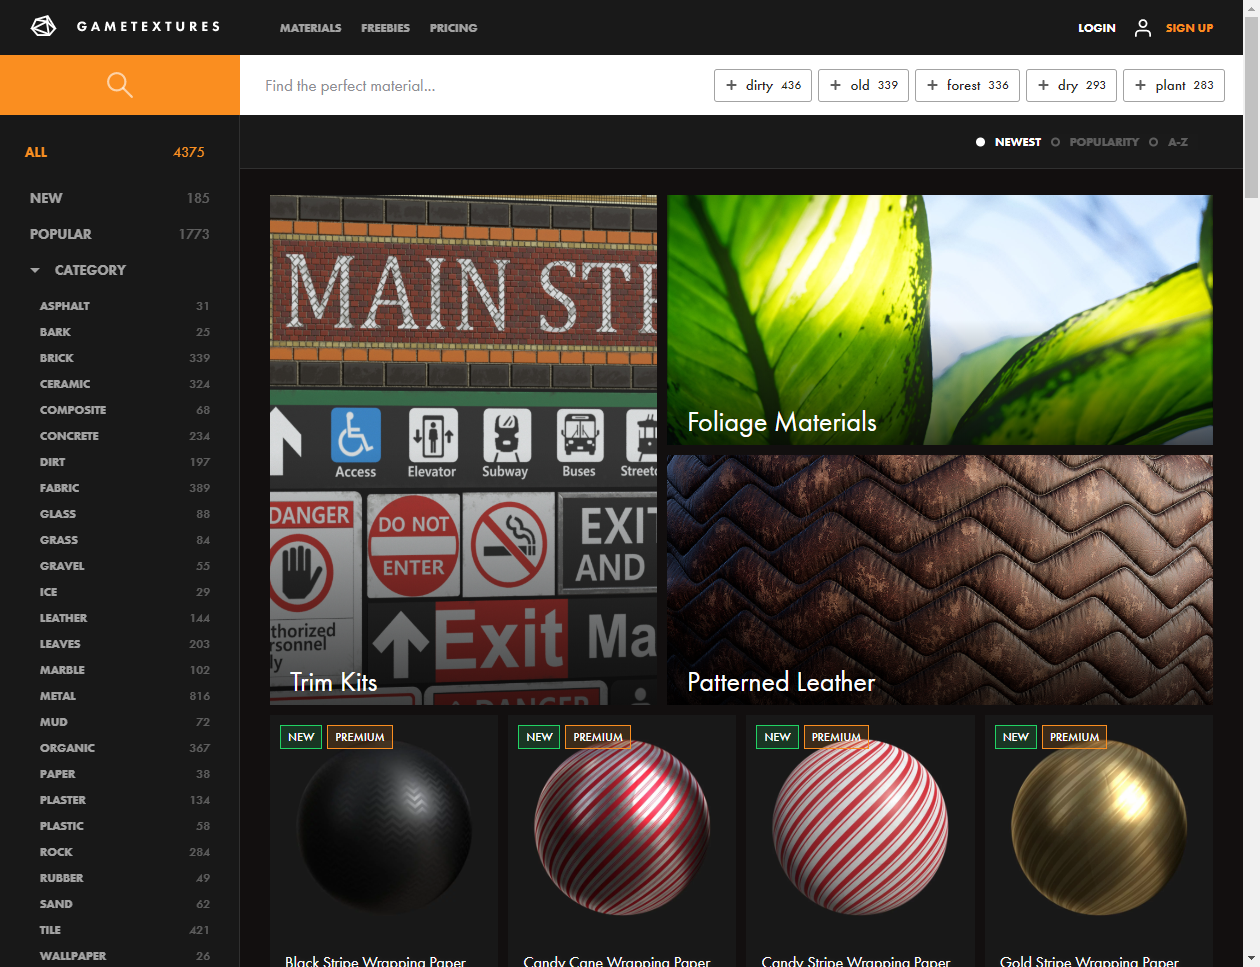 GAMETEXTURES
MATERIALS FREEBIES PRICING
LOGIN SIGN UP
Find the perfect material...
+ dirty 436 + old 339 + forest 336 + dry 293 + plant 283
NEWEST POPULARITY A-Z
ALL 4375
NEW 185
POPULAR 1773
CATEGORY
ASPHALT 31
BARK 25
BRICK 339
CERAMIC 324
COMPOSITE 68
CONCRETE 234
DIRT 197
FABRIC 389
GLASS 88
GRASS 84
GRAVEL 55
ICE 29
LEATHER 144
LEAVES 203
MARBLE 102
METAL 816
MUD 72
ORGANIC 367
PAPER 38
PLASTER 134
PLASTIC 58
ROCK 284
RUBBER 49
SAND 62
TILE 421
WALLPAPER 26
MAIN STR
Access Elevator Subway Buses Streetc
DANGER
DO NOT
ENTER
EXIT
AND
thorized
rsonnel
ly
Exit Ma
DANGER
Trim Kits
Foliage Materials
Patterned Leather
NEW PREMIUM
Black Stripe Wrapping Paper
NEW PREMIUM
Candy Cane Wrapping Paper
NEW PREMIUM
Candy Stripe Wrapping Paper
NEW PREMIUM
Gold Stripe Wrapping Paper